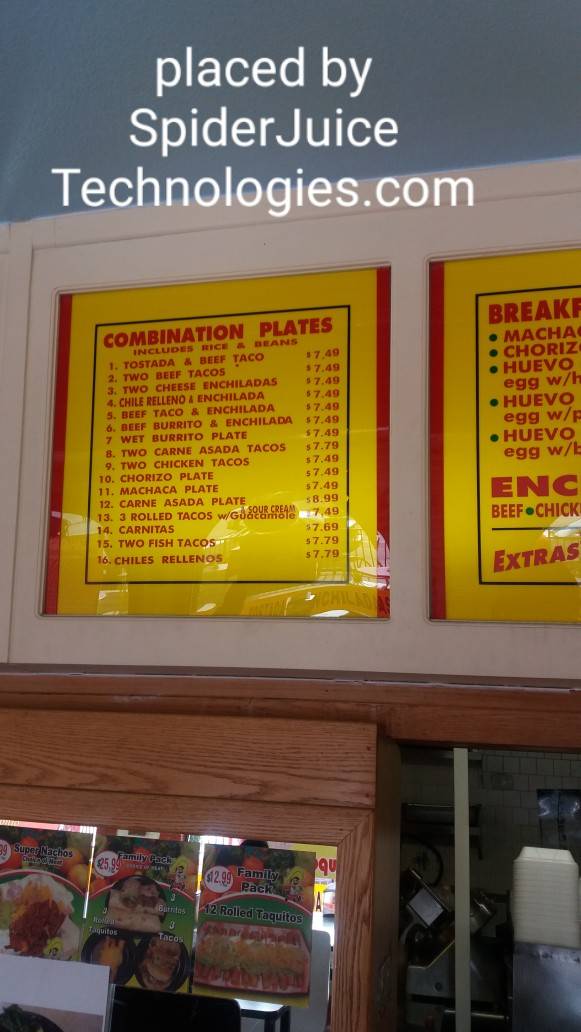 placed by
SpiderJuice
Technologies.com
COMBINATION PLATES
INCLUDES RICE & BEANS
1. TOSTADA & BEEF TACO $7.49
2. TWO BEEF TACOS $7.49
3. TWO CHEESE ENCHILADAS $7.49
4. CHILE RELLENO & ENCHILADA $7.49
5. BEEF TACO & ENCHILADA $7.49
6. BEEF BURRITO & ENCHILADA $7.49
7 WET BURRITO PLATE $7.49
8. TWO CARNE ASADA TACOS $7.79
9. TWO CHICKEN TACOS $7.49
10. CHORIZO PLATE $7.49
11. MACHACA PLATE $7.49
12. CARNE ASADA PLATE $8.99
13. 3 ROLLED TACOS w/Guacamole & SOUR CREAM $7.49
14. CARNITAS $7.69
15. TWO FISH TACOS $7.79
16. CHILES RELLENOS $7.79
BREAKF
• MACHAC
• CHORIZ
• HUEVO
egg w/h
• HUEVO
egg w/p
• HUEVO
egg w/b
ENC
BEEF•CHICK
EXTRAS
Super Nachos
Choice of Meat
$25.99
Family Pack
3
Rolled
Taquitos
3
Burritos
3
Tacos
$12.99
Family
Pack
12 Rolled Taquitos